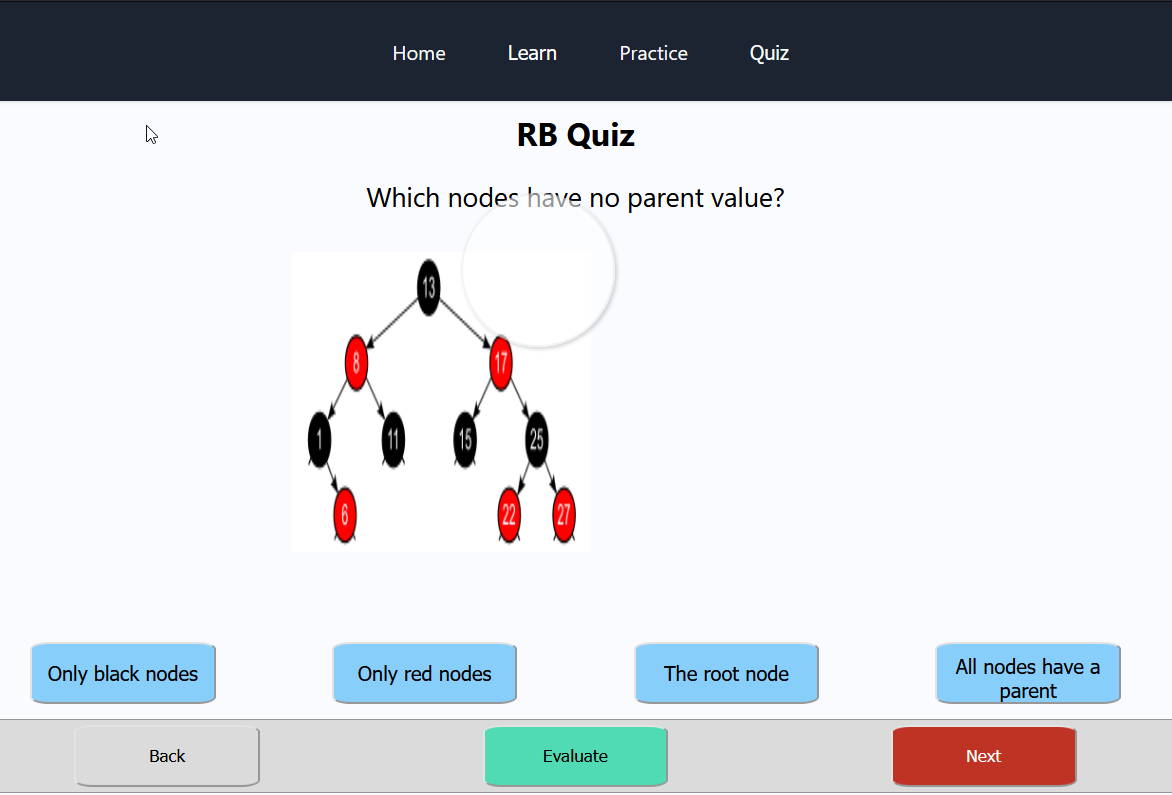 Home Learn Practice Quiz
RB Quiz
Which nodes have no parent value?
13
8 17
1 11 15 25
6 22 27
Only black nodes Only red nodes The root node All nodes have a
parent
Back Evaluate Next